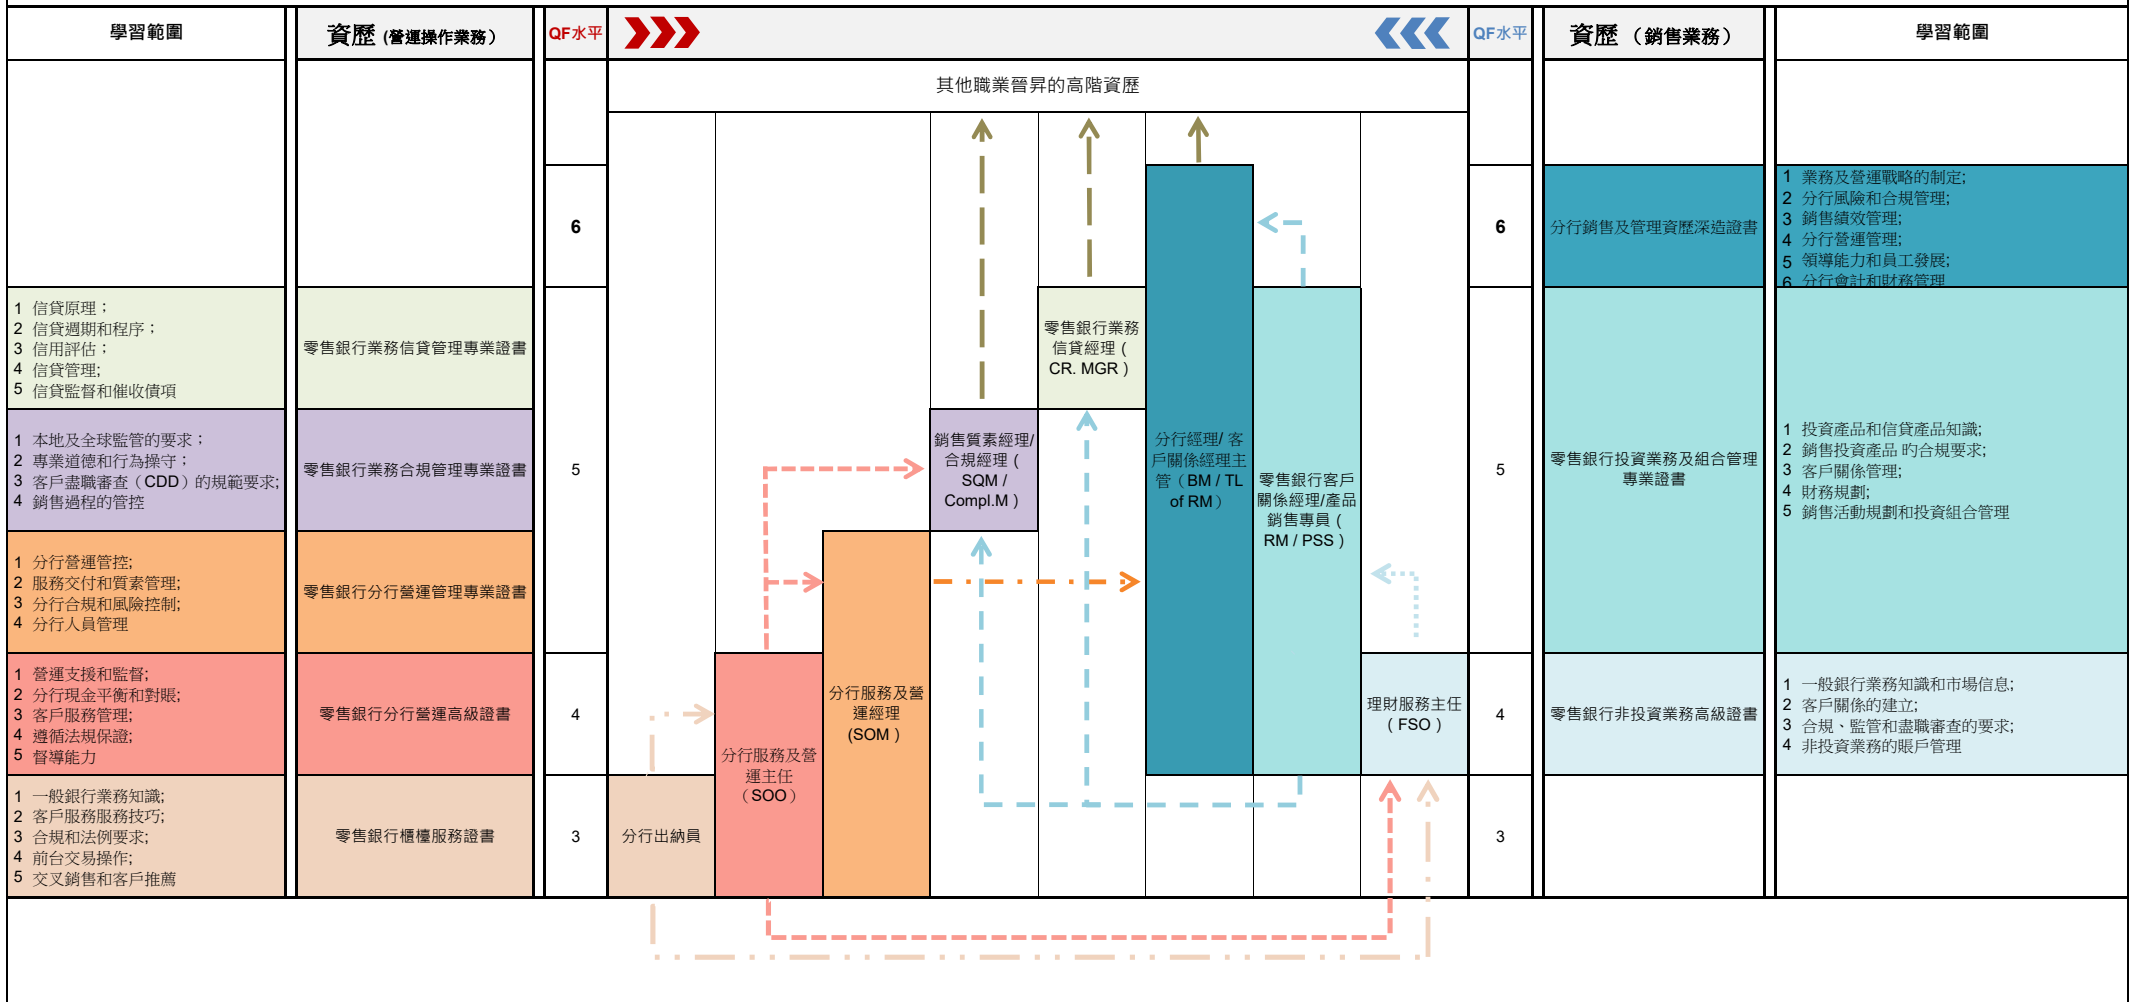 學習範圍
資歷 (營運操作業務)
QF水平
QF水平
資歷 (銷售業務)
學習範圍
其他職業晉昇的高階資歷
6
6
分行銷售及管理資歷深造證書
1 業務及營運戰略的制定;
2 分行風險和合規管理;
3 銷售績效管理;
4 分行營運管理;
5 領導能力和員工發展;
6 分行會計和財務管理
1 信貸原理；
2 信貸週期和程序；
3 信用評估；
4 信貸管理;
5 信貸監督和催收債項
零售銀行業務信貸管理專業證書
零售銀行業務
信貸經理 (
CR. MGR )
1 本地及全球監管的要求；
2 專業道德和行為操守；
3 客戶盡職審查（CDD）的規範要求;
4 銷售過程的管控
零售銀行業務合規管理專業證書
5
銷售質素經理/
合規經理 (
SQM /
Compl.M )
分行經理/ 客
戶關係經理主
管（BM / TL
of RM）
零售銀行客戶
關係經理/產品
銷售專員 (
RM / PSS )
5
零售銀行投資業務及組合管理
專業證書
1 投資產品和信貸產品知識;
2 銷售投資產品 的合規要求;
3 客戶關係管理;
4 財務規劃;
5 銷售活動規劃和投資組合管理
1 分行營運管控;
2 服務交付和質素管理;
3 分行合規和風險控制;
4 分行人員管理
零售銀行分行營運管理專業證書
1 營運支援和監督;
2 分行現金平衡和對賬;
3 客戶服務管理;
4 遵循法規保證;
5 督導能力
零售銀行分行營運高級證書
4
分行服務及營
運主任
（SOO）
分行服務及營
運經理
(SOM )
理財服務主任
( FSO )
4
零售銀行非投資業務高級證書
1 一般銀行業務知識和市場信息;
2 客戶關係的建立;
3 合規、監管和盡職審查的要求;
4 非投資業務的賬戶管理
1 一般銀行業務知識;
2 客戶服務服務技巧;
3 合規和法例要求;
4 前台交易操作;
5 交叉銷售和客戶推薦
零售銀行櫃檯服務證書
3
分行出納員
3